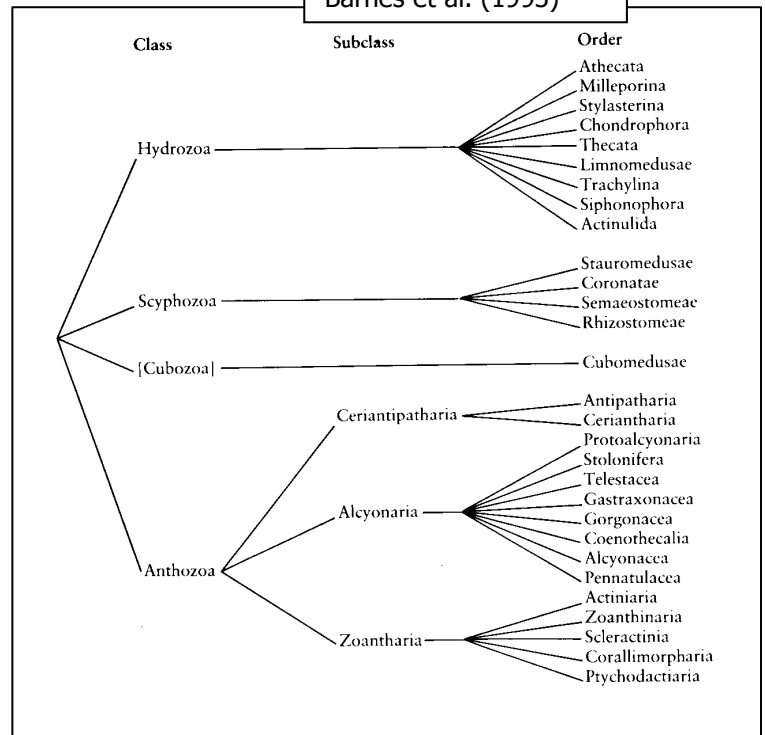 Barnes et al. (1993)
Class Subclass Order
Athecata
Milleporina
Stylasterina
Chondrophora
Hydrozoa Thecata
Limnomedusae
Trachylina
Siphonophora
Actinulida
Stauromedusae
Coronatae
Scyphozoa Semaeostomeae
Rhizostomeae
[Cubozoa] Cubomedusae
Antipatharia
Ceriantipatharia Ceriantharia
Protoalcyonaria
Stolonifera
Telestacea
Gastraxonacea
Alcyonaria Gorgonacea
Coenothecalia
Alcyonacea
Anthozoa Pennatulacea
Actiniaria
Zoanthinaria
Zoantharia Scleractinia
Corallimorpharia
Ptychodactiaria